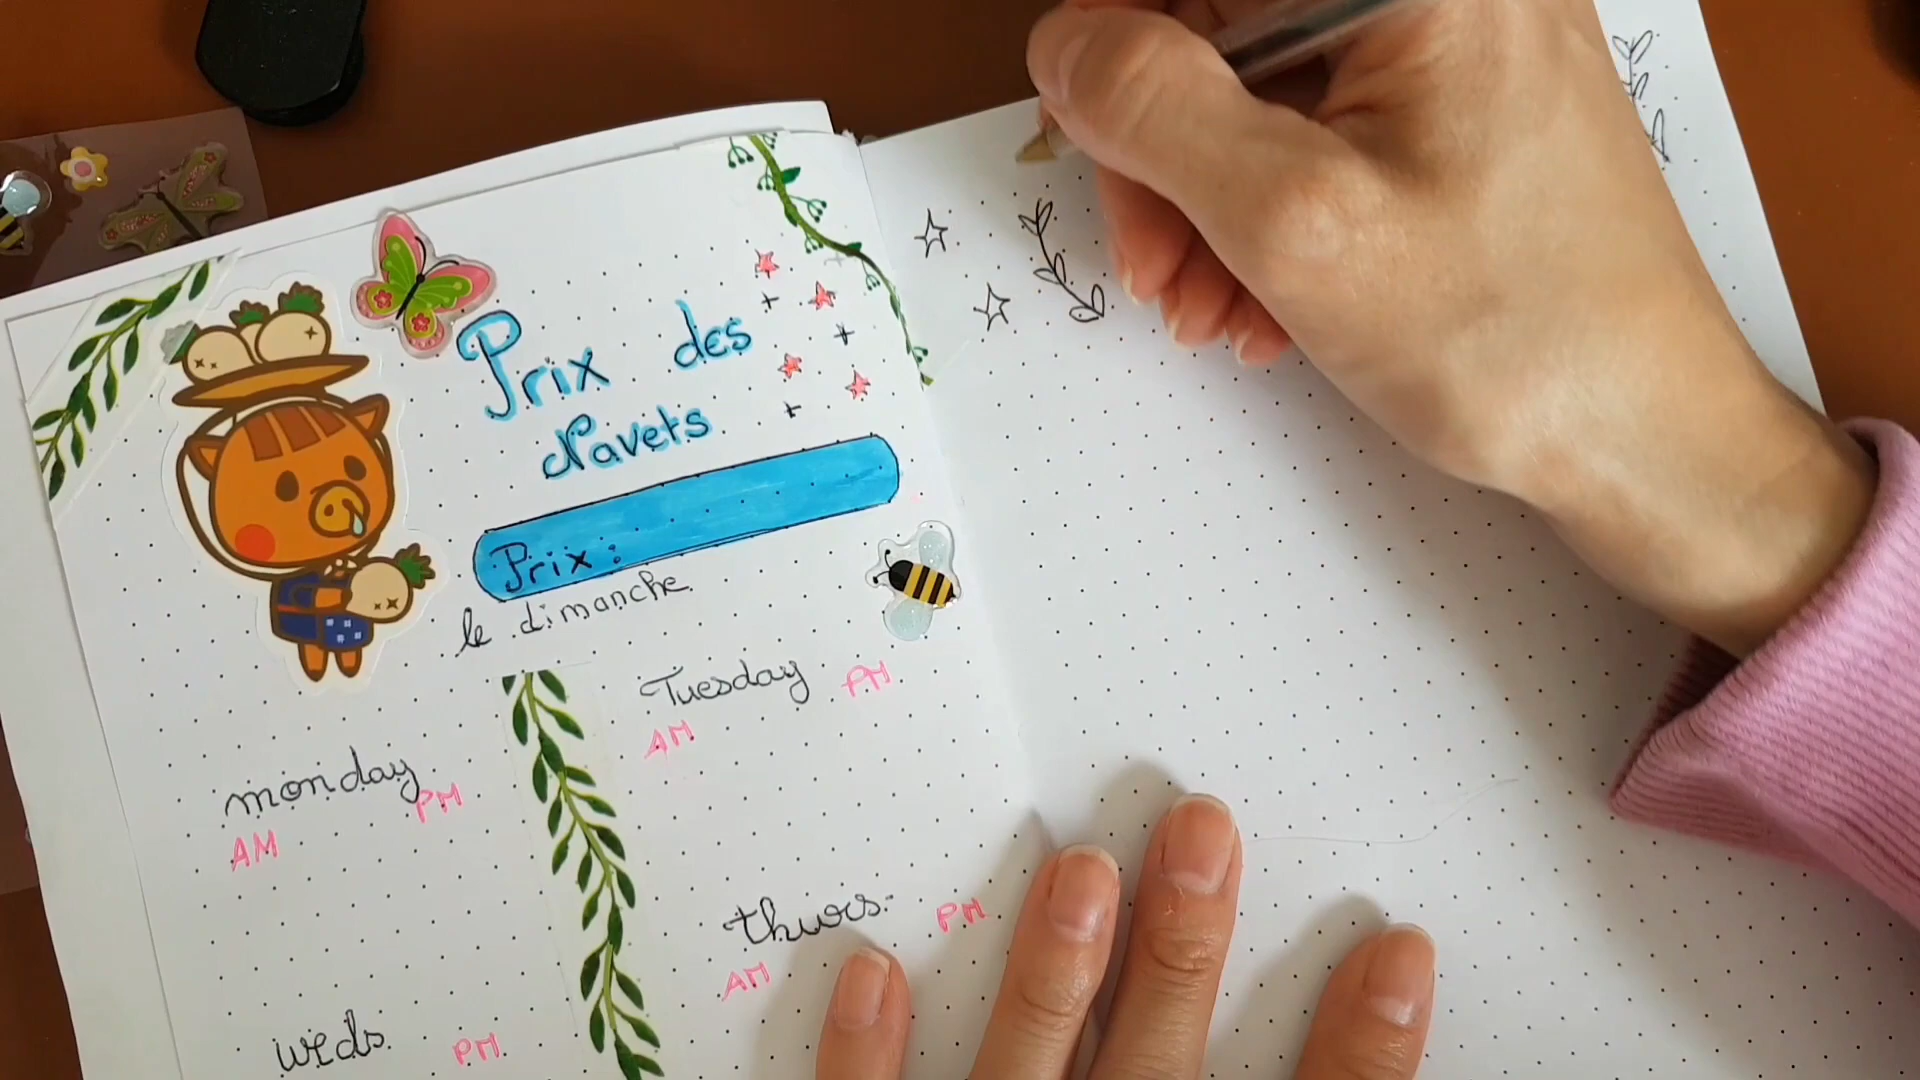 Prix des
Navets
Prix :
le dimanche
Tuesday PM
AM
monday PM
AM
thurs. PM
AM
weds. PM